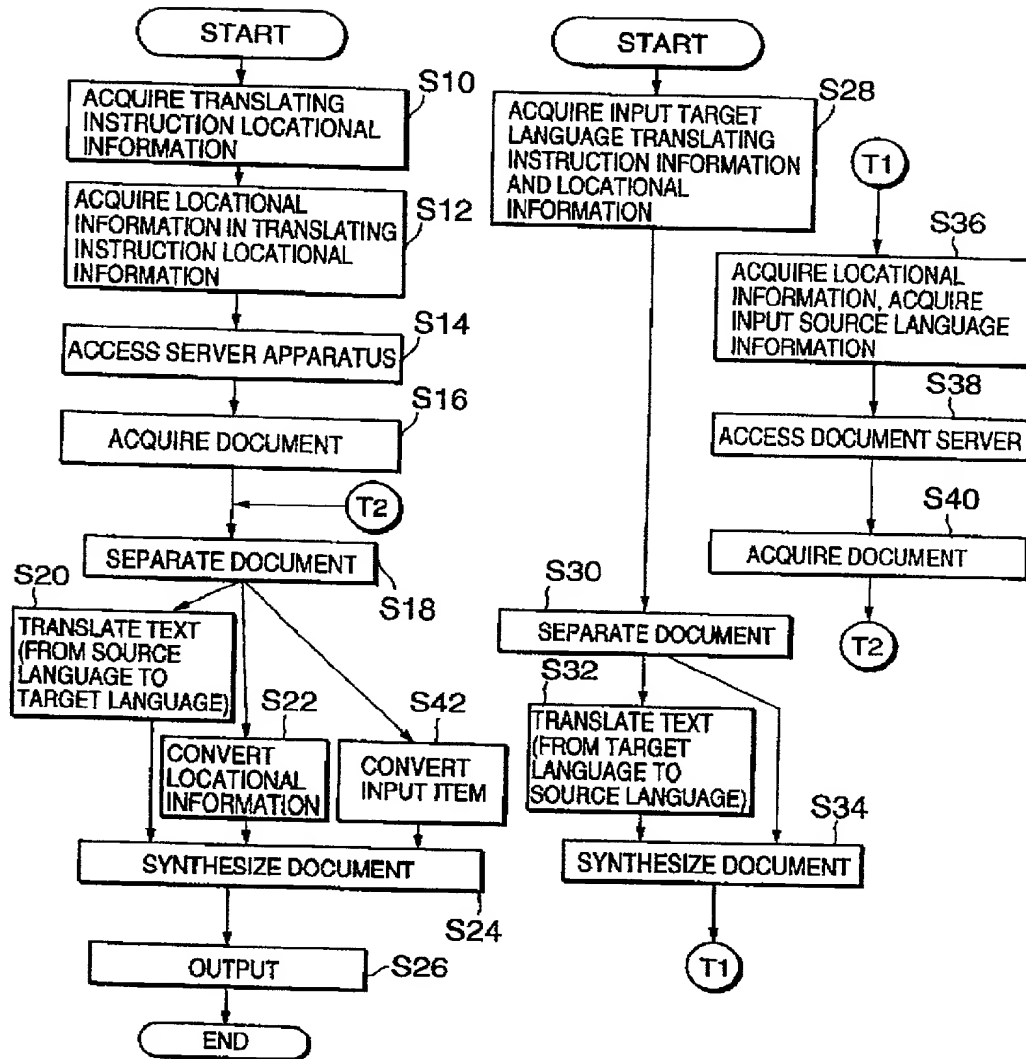 START
S10
ACQUIRE TRANSLATING
INSTRUCTION LOCATIONAL
INFORMATION
S12
ACQUIRE LOCATIONAL
INFORMATION IN TRANSLATING
INSTRUCTION LOCATIONAL
INFORMATION
S14
ACCESS SERVER APPARATUS
S16
ACQUIRE DOCUMENT
T2
SEPARATE DOCUMENT
S18
S20
TRANSLATE TEXT
(FROM SOURCE
LANGUAGE TO
TARGET LANGUAGE)
S22
CONVERT
LOCATIONAL
INFORMATION
S42
CONVERT
INPUT ITEM
SYNTHESIZE DOCUMENT
S24
OUTPUT
S26
END
START
S28
ACQUIRE INPUT TARGET
LANGUAGE TRANSLATING
INSTRUCTION INFORMATION
AND LOCATIONAL
INFORMATION
S30
SEPARATE DOCUMENT
S32
TRANSLATE TEXT
(FROM TARGET
LANGUAGE TO
SOURCE LANGUAGE)
S34
SYNTHESIZE DOCUMENT
T1
T1
S36
ACQUIRE LOCATIONAL
INFORMATION, ACQUIRE
INPUT SOURCE LANGUAGE
INFORMATION
S38
ACCESS DOCUMENT SERVER
S40
ACQUIRE DOCUMENT
T2